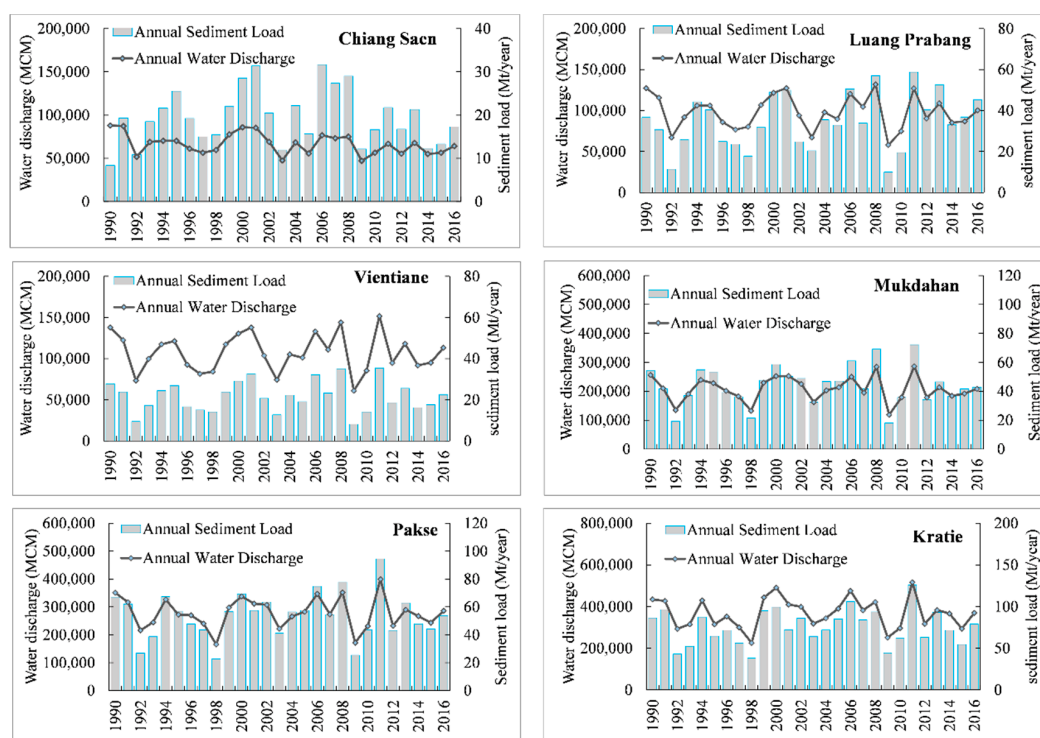 Chiang Saen
Annual Sediment Load
Annual Water Discharge
Water discharge (MCM)
200,000
150,000
100,000
50,000
0
40
30
20
10
0
Sediment load (Mt/year)
1990 1992 1994 1996 1998 2000 2002 2004 2006 2008 2010 2012 2014 2016
Luang Prabang
Annual Sediment Load
Annual Water Discharge
Water discharge (MCM)
200,000
150,000
100,000
50,000
0
80
60
40
20
0
sediment load (Mt/year)
1990 1992 1994 1996 1998 2000 2002 2004 2006 2008 2010 2012 2014 2016
Vientiane
Annual Sediment Load
Annual Water Discharge
Water discharge (MCM)
200,000
150,000
100,000
50,000
0
80
60
40
20
0
sediment load (Mt/year)
1990 1992 1994 1996 1998 2000 2002 2004 2006 2008 2010 2012 2014 2016
Mukdahan
Annual Sediment Load
Annual Water Discharge
Water discharge (MCM)
600,000
500,000
400,000
300,000
200,000
100,000
0
120
100
80
60
40
20
0
Sediment load (Mt/year)
1990 1992 1994 1996 1998 2000 2002 2004 2006 2008 2010 2012 2014 2016
Pakse
Annual Sediment Load
Annual Water Discharge
Water discharge (MCM)
600,000
500,000
400,000
300,000
200,000
100,000
0
120
100
80
60
40
20
0
Sediment load (Mt/year)
1990 1992 1994 1996 1998 2000 2002 2004 2006 2008 2010 2012 2014 2016
Kratie
Annual Sediment Load
Annual Water Discharge
Water discharge (MCM)
800,000
600,000
400,000
200,000
0
200
150
100
50
0
sediment load (Mt/year)
1990 1992 1994 1996 1998 2000 2002 2004 2006 2008 2010 2012 2014 2016